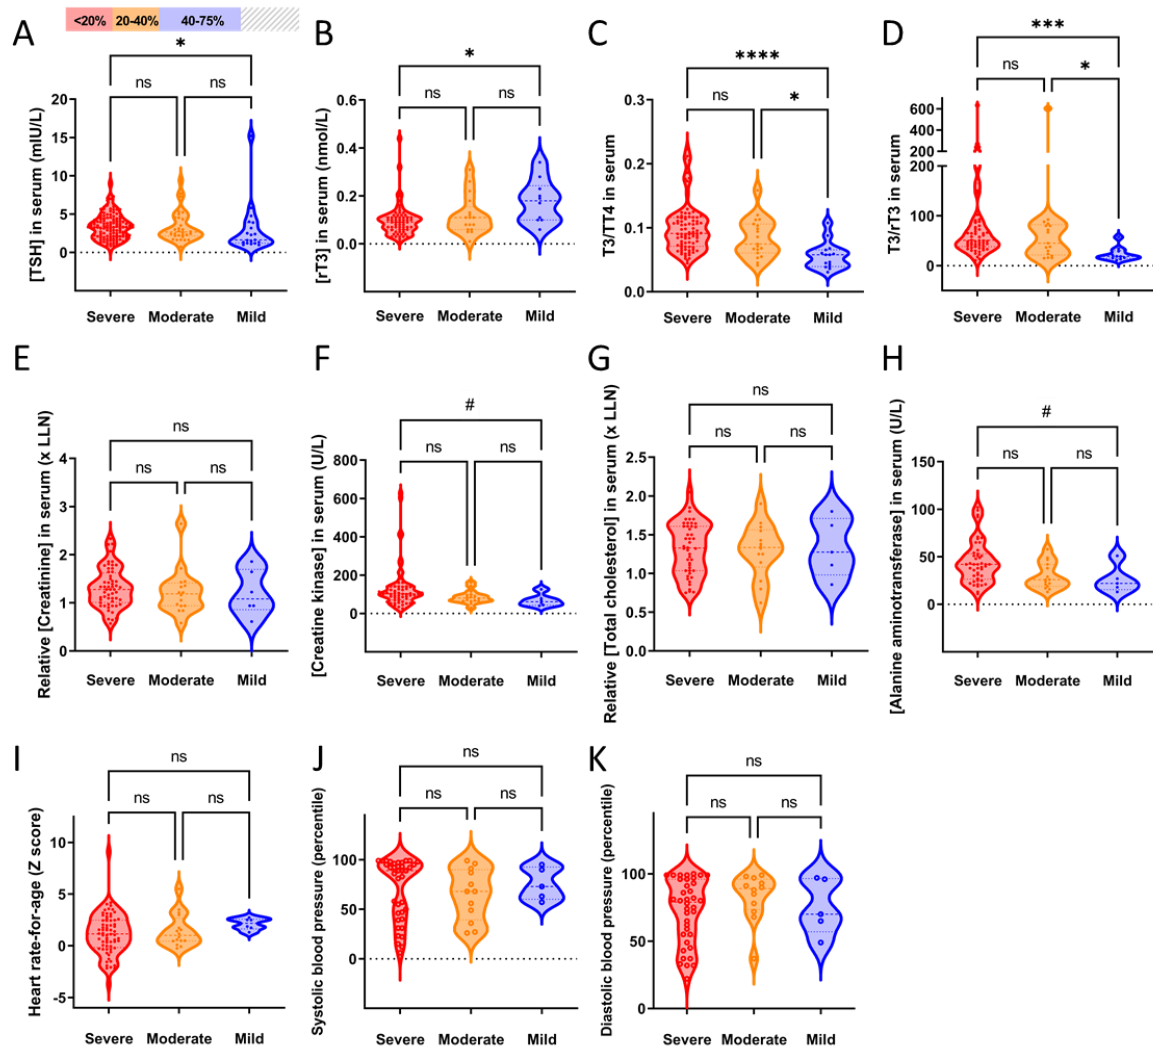 <20% 20-40% 40-75%
A
*
ns ns
[TSH] in serum (mIU/L)
20
15
10
5
0
Severe Moderate Mild
B
*
ns ns
[rT3] in serum (nmol/L)
0.6
0.4
0.2
0.0
Severe Moderate Mild
C
****
ns *
T3/TT4 in serum
0.3
0.2
0.1
0.0
Severe Moderate Mild
D
***
ns *
T3/rT3 in serum
600
400
200
200
100
0
Severe Moderate Mild
E
ns
ns ns
Relative [Creatinine] in serum (x LLN)
4
3
2
1
0
Severe Moderate Mild
F
#
ns ns
[Creatine kinase] in serum (U/L)
800
600
400
200
0
Severe Moderate Mild
G
ns
ns ns
Relative [Total cholesterol] in serum (x LLN)
2.5
2.0
1.5
1.0
0.5
0.0
Severe Moderate Mild
H
#
ns ns
[Alanine aminotransferase] in serum (U/L)
150
100
50
0
Severe Moderate Mild
I
ns
ns ns
Heart rate-for-age (Z score)
10
5
0
-5
Severe Moderate Mild
J
ns
ns ns
Systolic blood pressure (percentile)
100
50
0
Severe Moderate Mild
K
ns
ns ns
Diastolic blood pressure (percentile)
100
50
0
Severe Moderate Mild